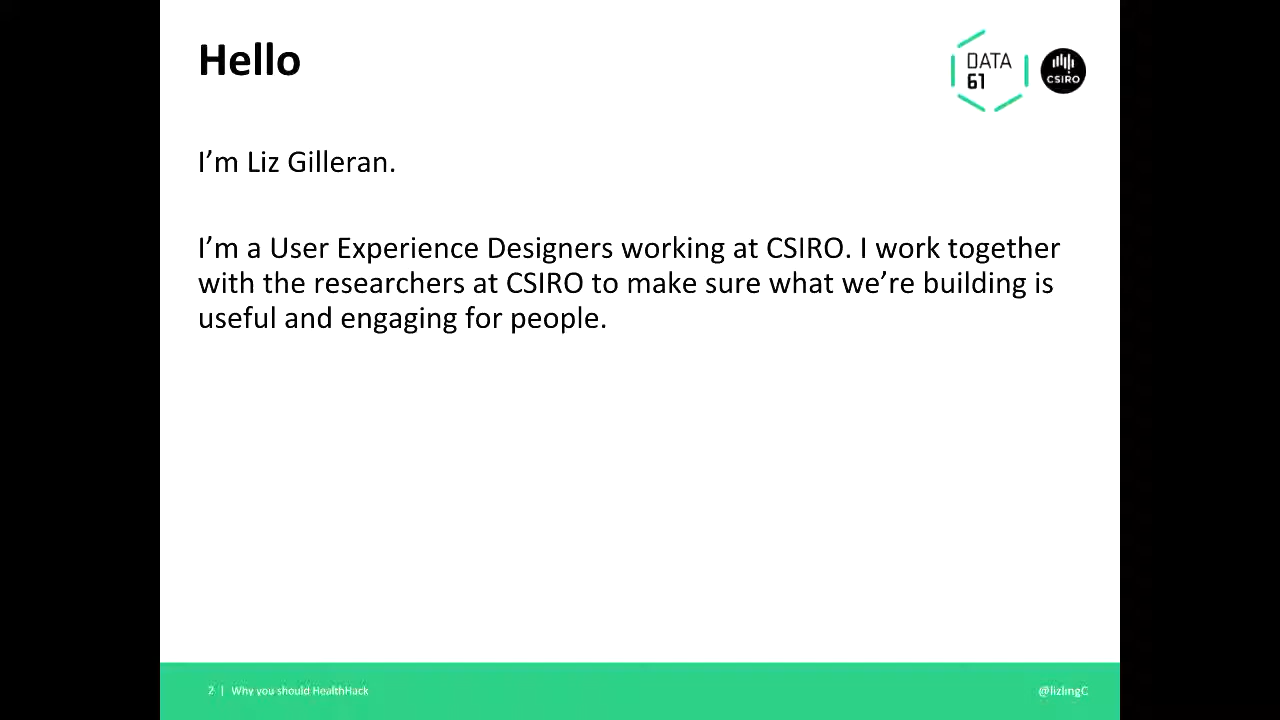 Hello
DATA
61
CSIRO
I’m Liz Gilleran.
I’m a User Experience Designers working at CSIRO. I work together
with the researchers at CSIRO to make sure what we’re building is
useful and engaging for people.
2 | Why you should HealthHack
@lizlingC